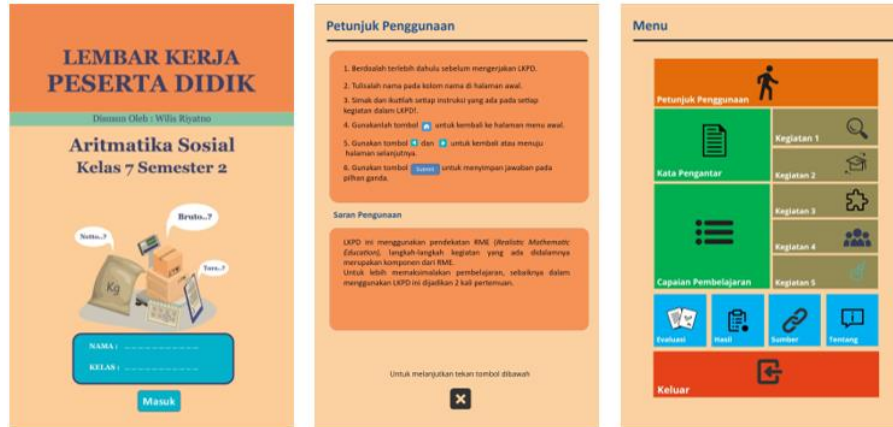 LEMBAR KERJA
PESERTA DIDIK
Disusun Oleh : Wilis Riyatno
Aritmatika Sosial
Kelas 7 Semester 2
Bruto..?
Netto..?
Tara..?
Kg
NAMA : ___________
KELAS : ___________
Masuk
Petunjuk Penggunaan
1. Berdoalah terlebih dahulu sebelum mengerjakan LKPD.
2. Tulisalah nama pada kolom nama di halaman awal.
3. Simak dan ikutilah setiap instruksi yang ada pada setiap
kegiatan dalam LKPD!.
4. Gunakanlah tombol untuk kembali ke halaman menu awal.
5. Gunakan tombol dan untuk kembali atau menuju
halaman selanjutnya.
6. Gunakan tombol Submit untuk menyimpan jawaban pada
pilhan ganda.
Saran Pengunaan
LKPD ini menggunakan pendekatan RME (Realistic Mathematic
Education), langkah-langkah kegiatan yang ada didalamnya
merupakan komponen dari RME.
Untuk lebih memaksimalakan pembelajaran, sebaiknya dalam
menggunakan LKPD ini dijadikan 2 kali pertemuan.
Untuk melanjutkan tekan tombol dibawah
Menu
Petunjuk Penggunaan
Kata Pengantar
Kegiatan 1
Kegiatan 2
Kegiatan 3
Kegiatan 4
Capaian Pembelajaran
Kegiatan 5
Evaluasi
Hasil
Sumber
Tentang
Keluar